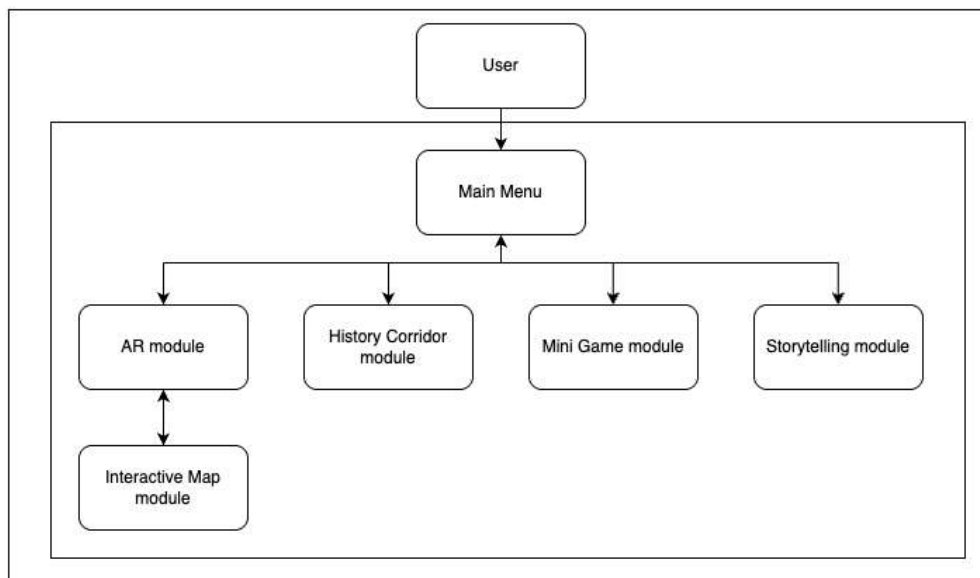 User
Main Menu
AR module
History Corridor
module
Mini Game module
Storytelling module
Interactive Map
module